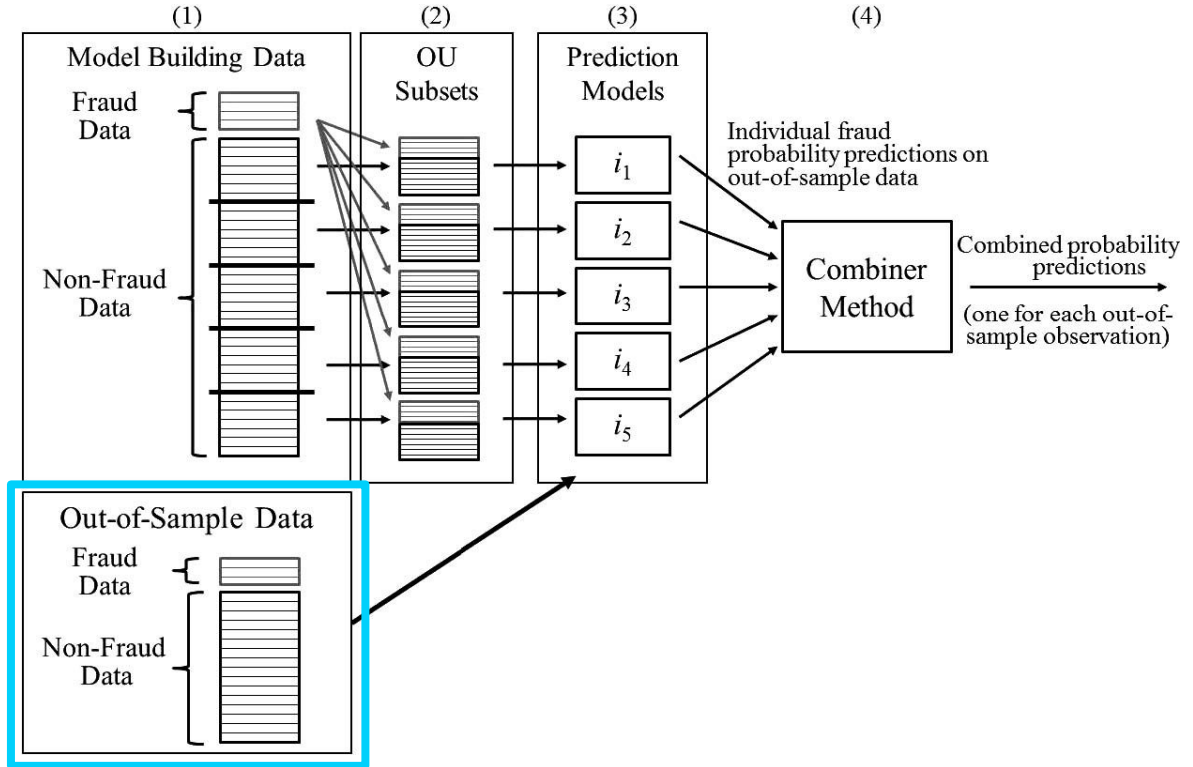 (1)
(2)
(3)
(4)
Model Building Data
Fraud
Data
Non-Fraud
Data
OU
Subsets
Prediction
Models
i1
i2
i3
i4
i5
Individual fraud
probability predictions on
out-of-sample data
Combiner
Method
Combined probability
predictions
(one for each out-of-
sample observation)
Out-of-Sample Data
Fraud
Data
Non-Fraud
Data